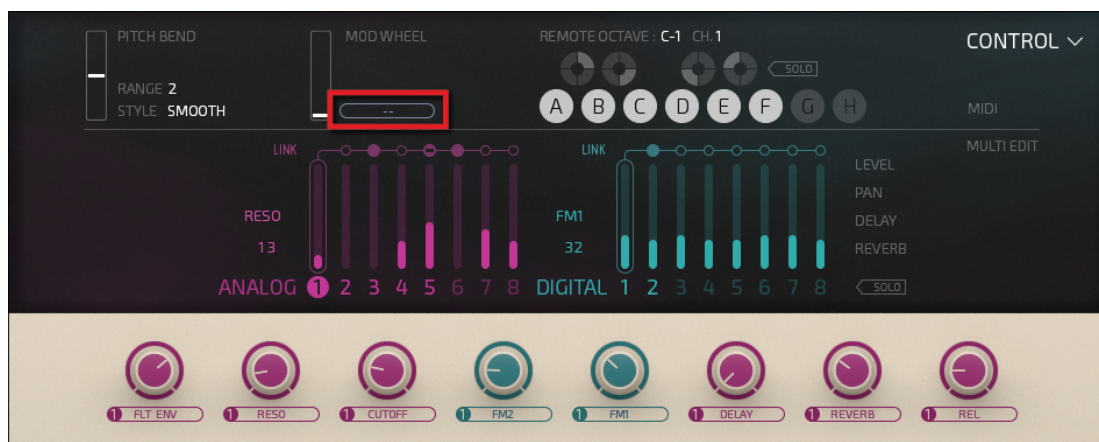 PITCH BEND
RANGE 2
STYLE SMOOTH
MOD WHEEL
--
REMOTE OCTAVE : C-1 CH. 1
SOLO
A B C D E F G H
CONTROL
MIDI
MULTI EDIT
LINK
RESO
13
ANALOG 1 2 3 4 5 6 7 8
LINK
FM1
32
DIGITAL 1 2 3 4 5 6 7 8
LEVEL
PAN
DELAY
REVERB
SOLO
1 FLT ENV
1 RESO
1 CUTOFF
1 FM2
1 FM1
1 DELAY
1 REVERB
1 REL